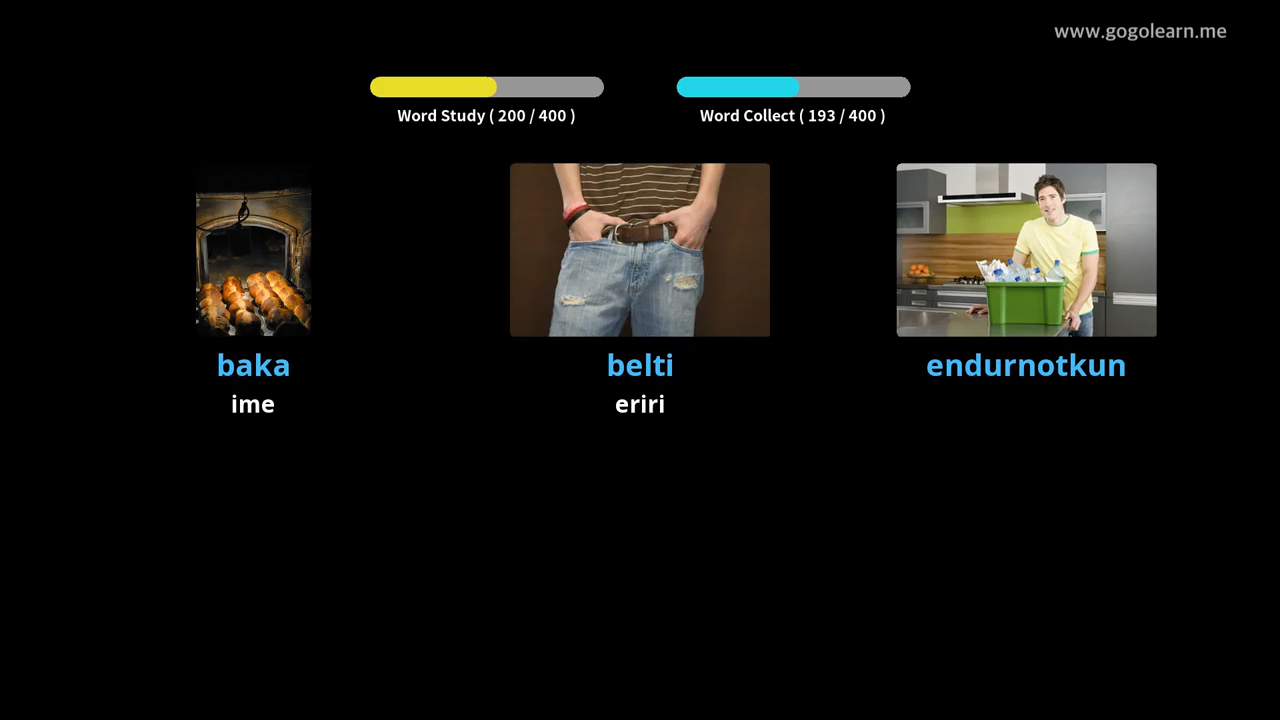 www.gogolearn.me
Word Study ( 200 / 400 )
Word Collect ( 193 / 400 )
baka
belti
endurnotkun
ime
eriri